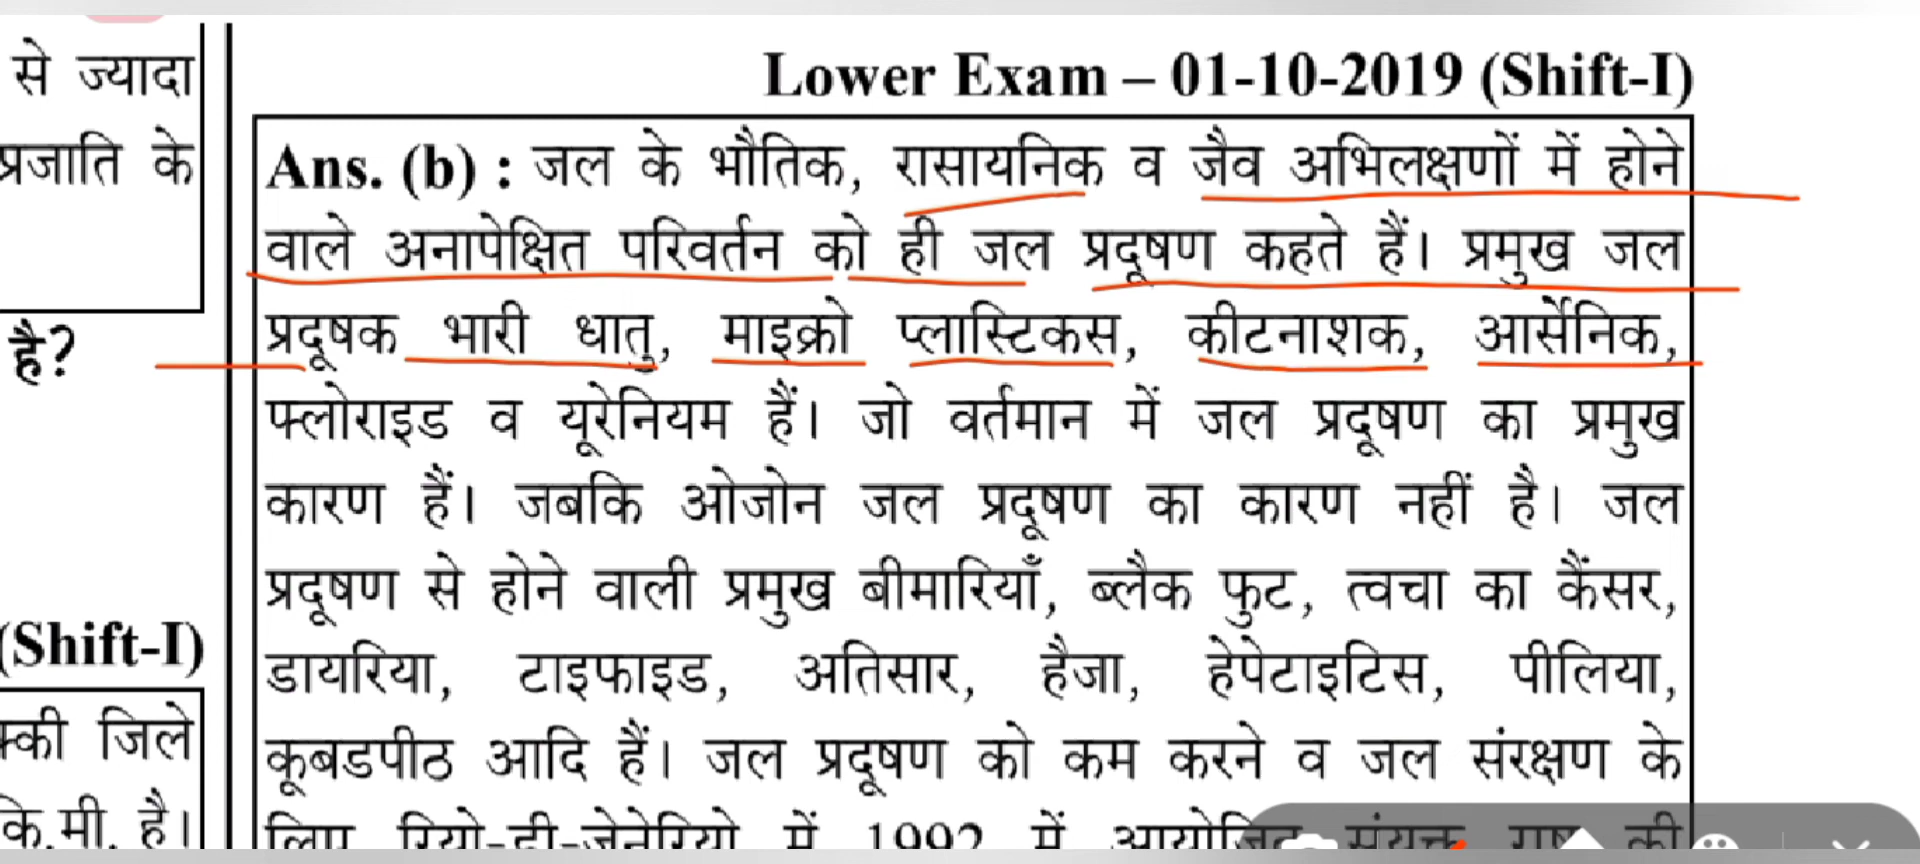 से ज्यादा
प्रजाति के
है?
(Shift-I)
जिले
कि.मी. है।
Lower Exam – 01-10-2019 (Shift-I)
Ans. (b) : जल के भौतिक, रासायनिक व जैव अभिलक्षणों में होने
वाले अनापेक्षित परिवर्तन को ही जल प्रदूषण कहते हैं। प्रमुख जल
प्रदूषक भारी धातु, माइक्रो प्लास्टिकस, कीटनाशक, आर्सेनिक,
फ्लोराइड व यूरेनियम हैं। जो वर्तमान में जल प्रदूषण का प्रमुख
कारण हैं। जबकि ओजोन जल प्रदूषण का कारण नहीं है। जल
प्रदूषण से होने वाली प्रमुख बीमारियाँ, ब्लैक फुट, त्वचा का कैंसर,
डायरिया, टाइफाइड, अतिसार, हैजा, हेपेटाइटिस, पीलिया,
कूबडपीठ आदि हैं। जल प्रदूषण को कम करने व जल संरक्षण के
लिए रियो-डी-जेनेरियो में 1992 में आयोजित संयुक्त राष्ट्र की